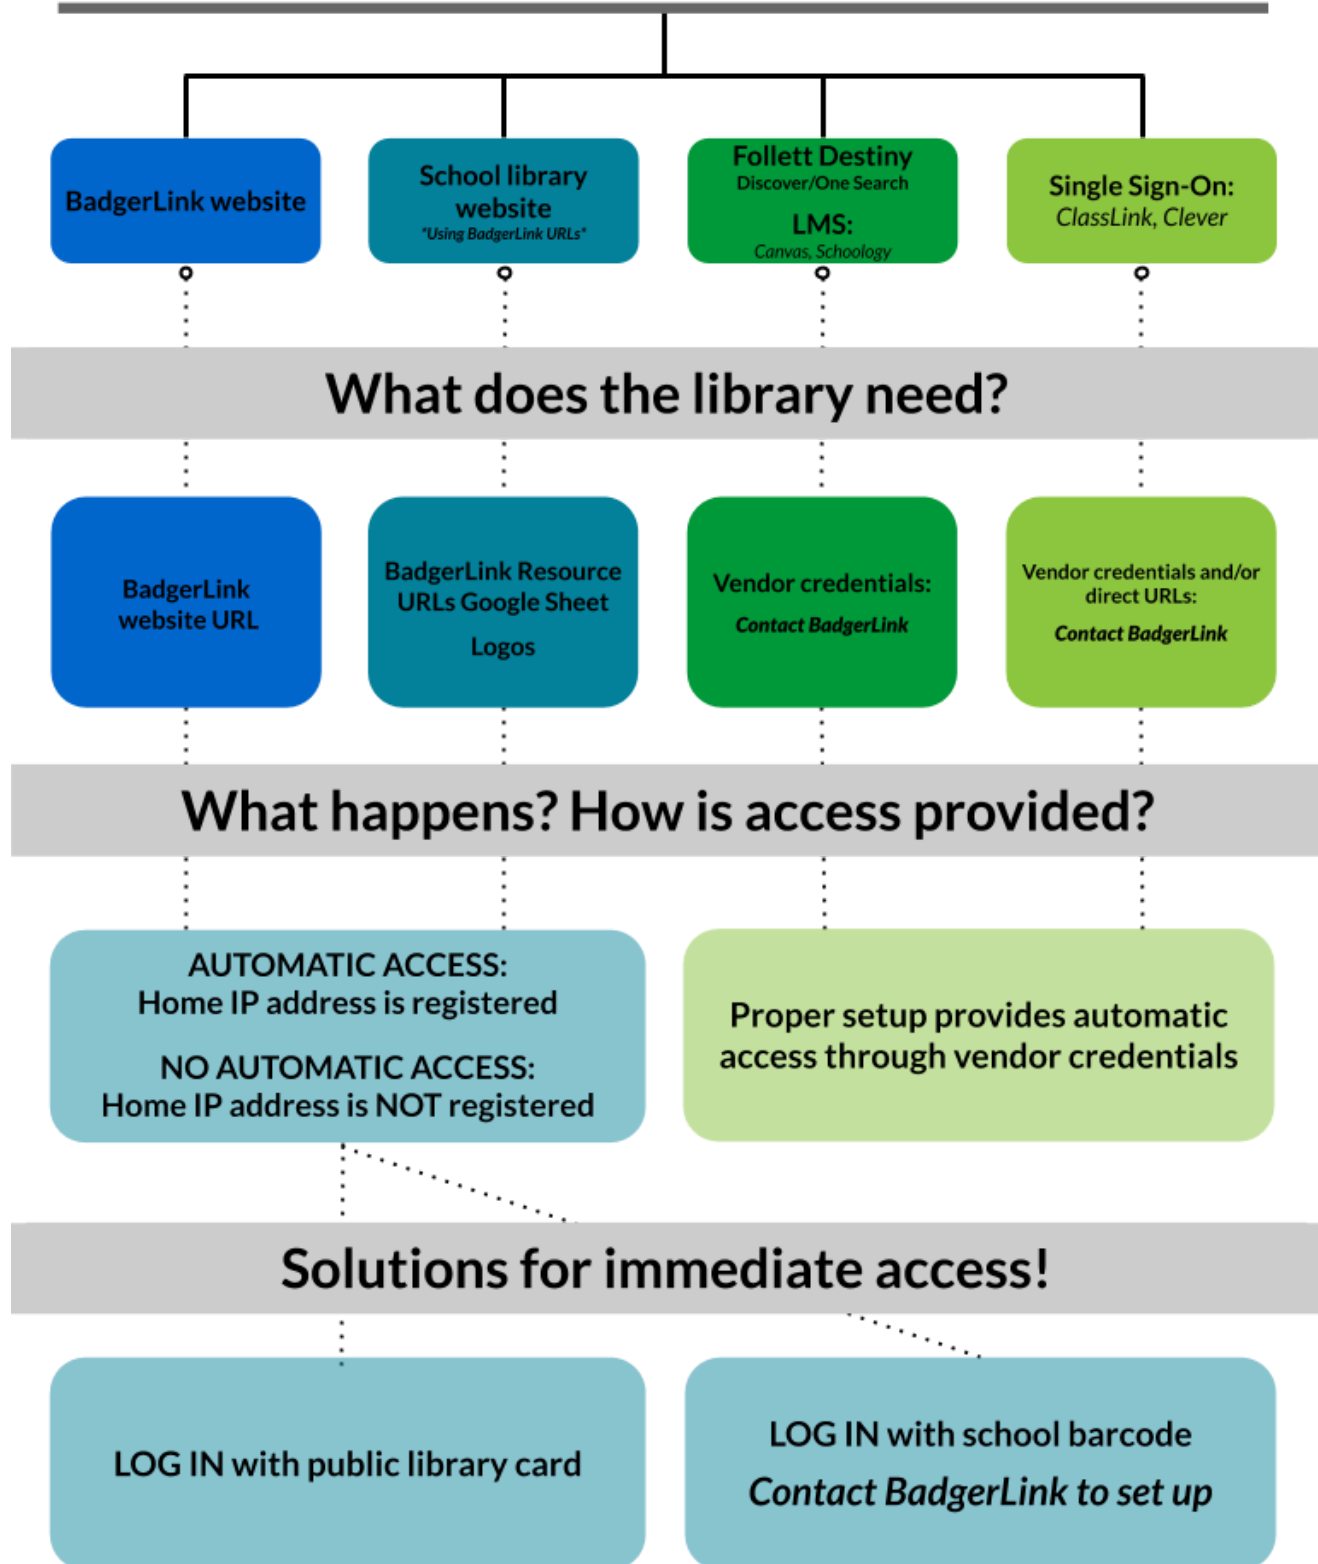 BadgerLink website
School library
website
*Using BadgerLink URLs*
Follett Destiny
Discover/One Search
LMS:
Canvas, Schoology
Single Sign-On:
ClassLink, Clever
What does the library need?
BadgerLink
website URL
BadgerLink Resource
URLs Google Sheet
Logos
Vendor credentials:
Contact BadgerLink
Vendor credentials and/or
direct URLs:
Contact BadgerLink
What happens? How is access provided?
AUTOMATIC ACCESS:
Home IP address is registered
NO AUTOMATIC ACCESS:
Home IP address is NOT registered
Proper setup provides automatic
access through vendor credentials
Solutions for immediate access!
LOG IN with public library card
LOG IN with school barcode
Contact BadgerLink to set up